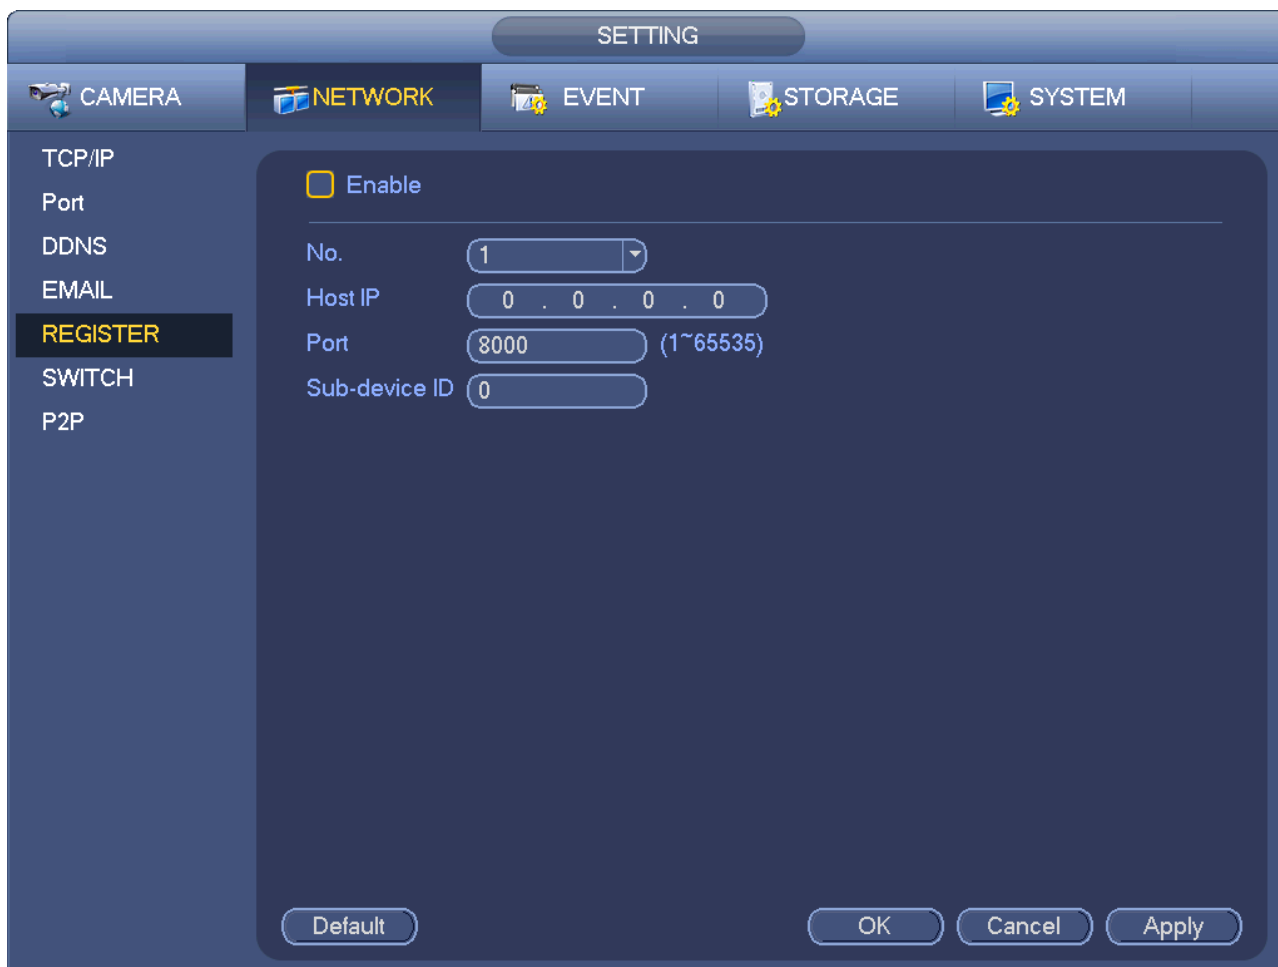 SETTING
CAMERA NETWORK EVENT STORAGE SYSTEM
TCP/IP
Port
DDNS
EMAIL
REGISTER
SWITCH
P2P
Enable
No. 1
Host IP 0 . 0 . 0 . 0
Port 8000 (1~65535)
Sub-device ID 0
Default OK Cancel Apply